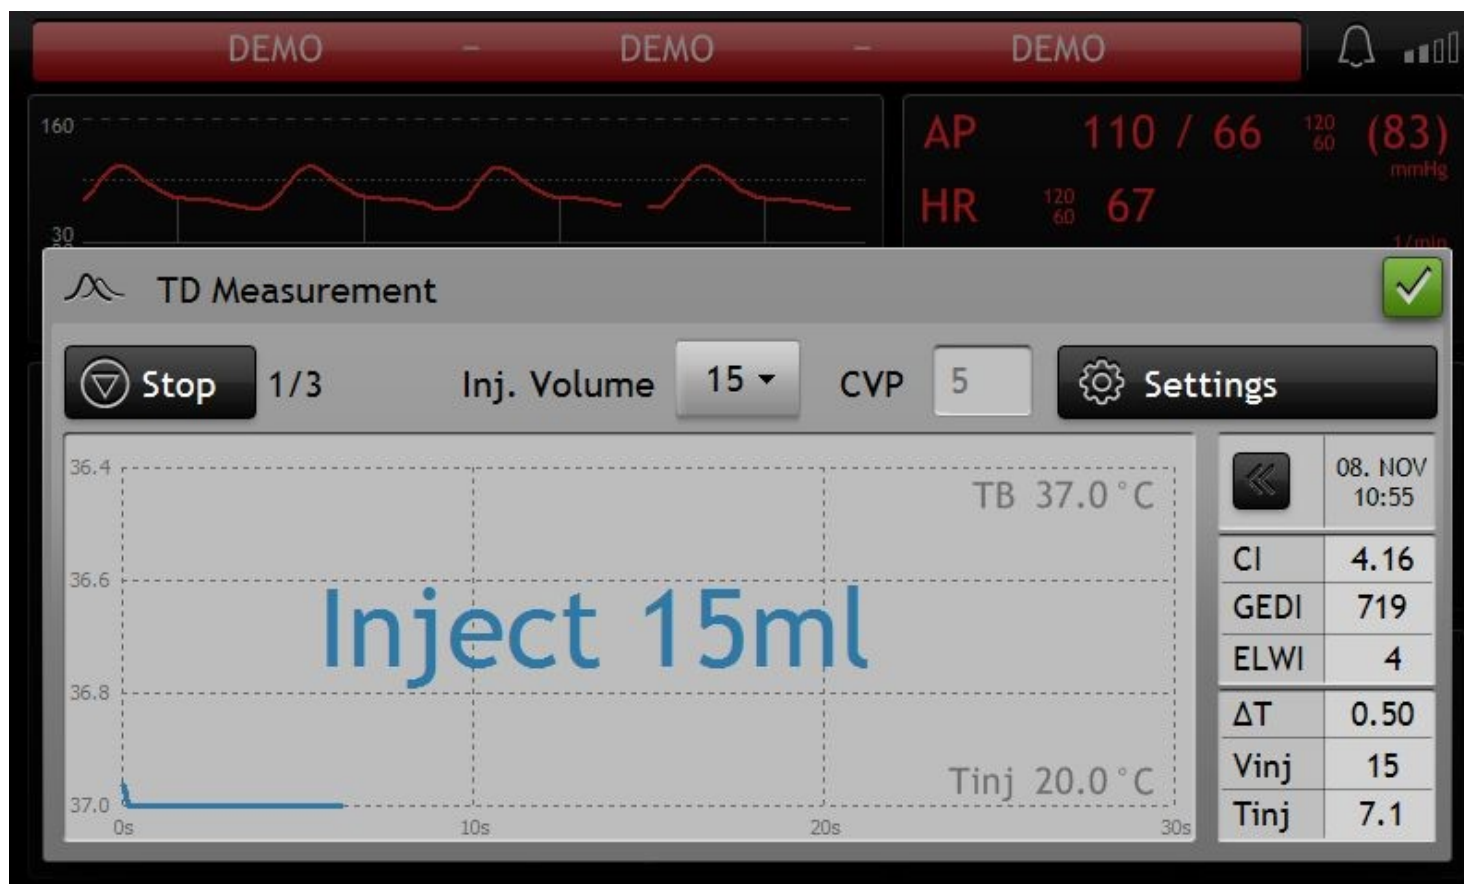 DEMO - DEMO - DEMO
160
30
AP 110 / 66 120 60 (83)
mmHg
HR 120 60 67
1/min
TD Measurement
Stop 1/3 Inj. Volume 15 CVP 5 Settings
36.4
36.6
36.8
37.0
0s 10s 20s 30s
TB 37.0°C
Inject 15ml
Tinj 20.0°C
08. NOV
10:55
CI 4.16
GEDI 719
ELWI 4
ΔT 0.50
Vinj 15
Tinj 7.1